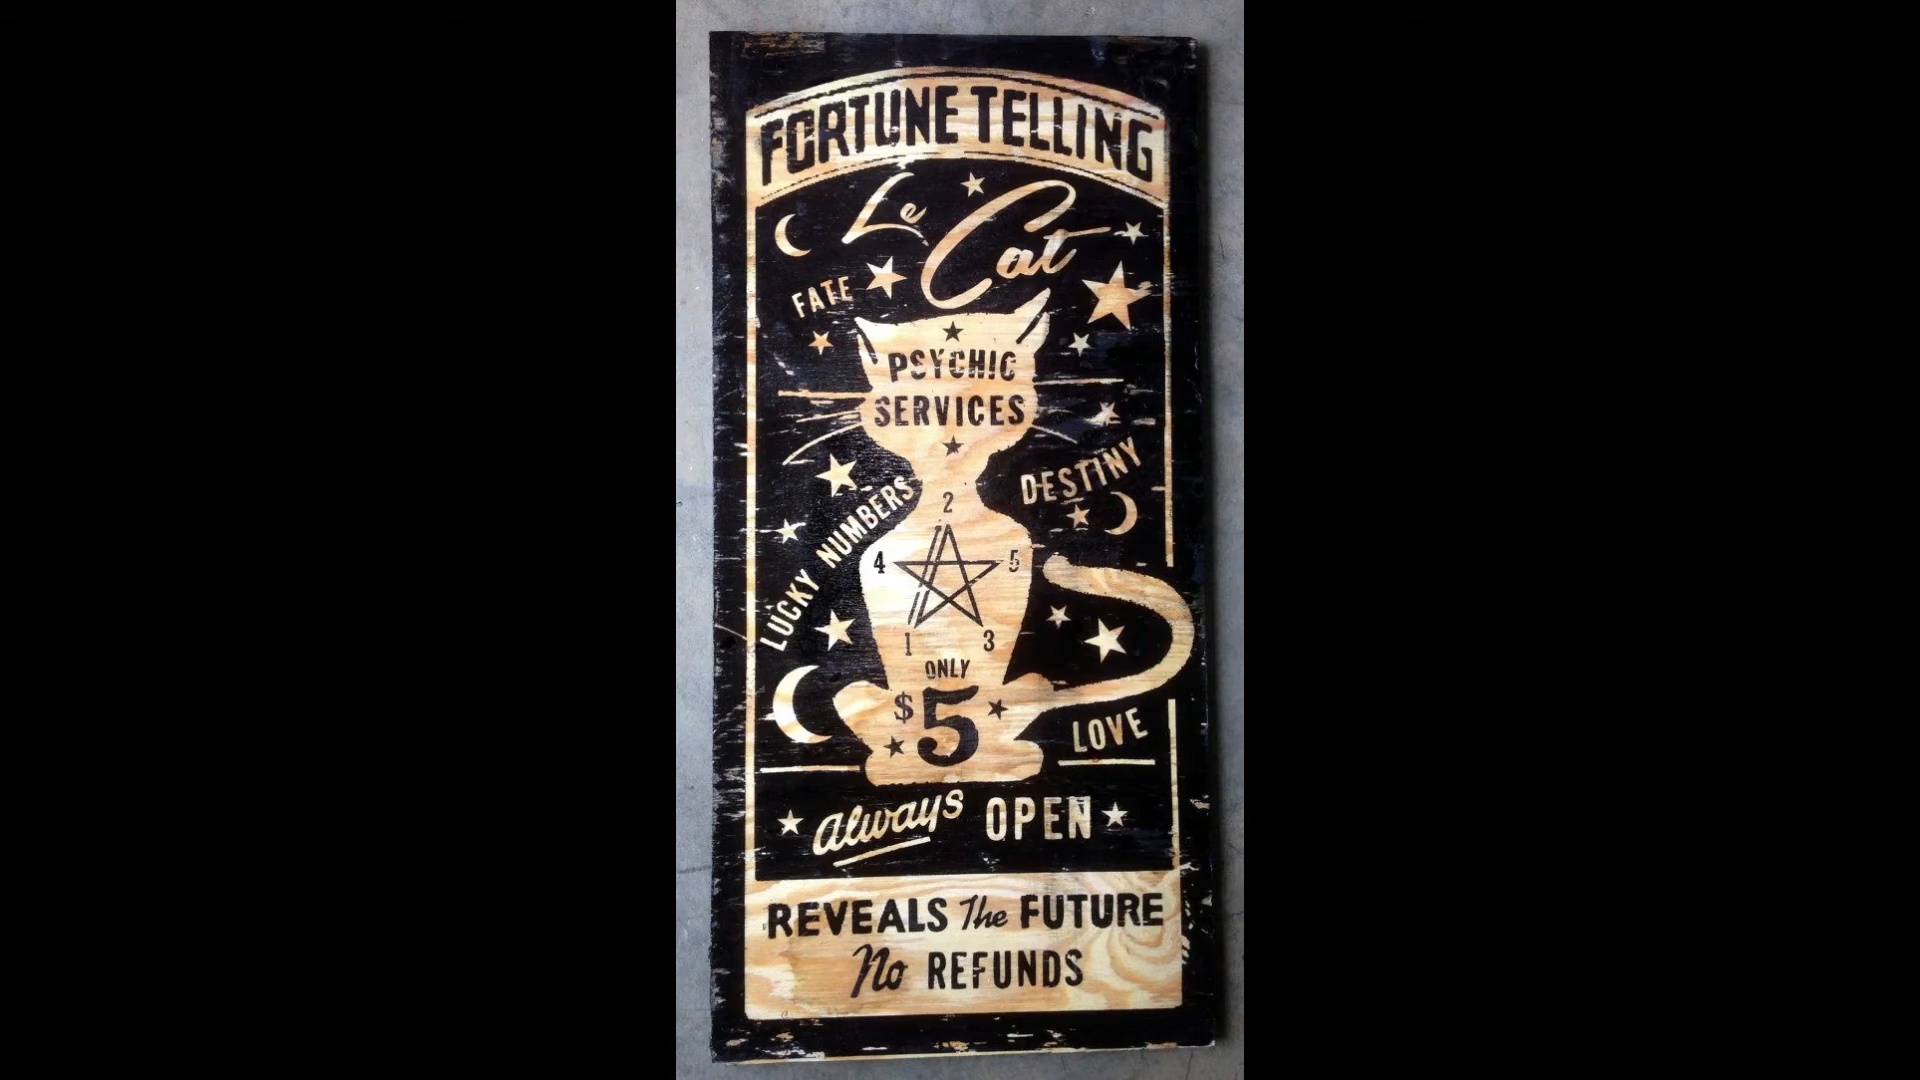 FORTUNE TELLING
Le Cat
FATE
PSYCHIC
SERVICES
DESTINY
LUCKY NUMBERS
2
4 5
1 3
ONLY
$5
LOVE
always OPEN
REVEALS The FUTURE
No REFUNDS